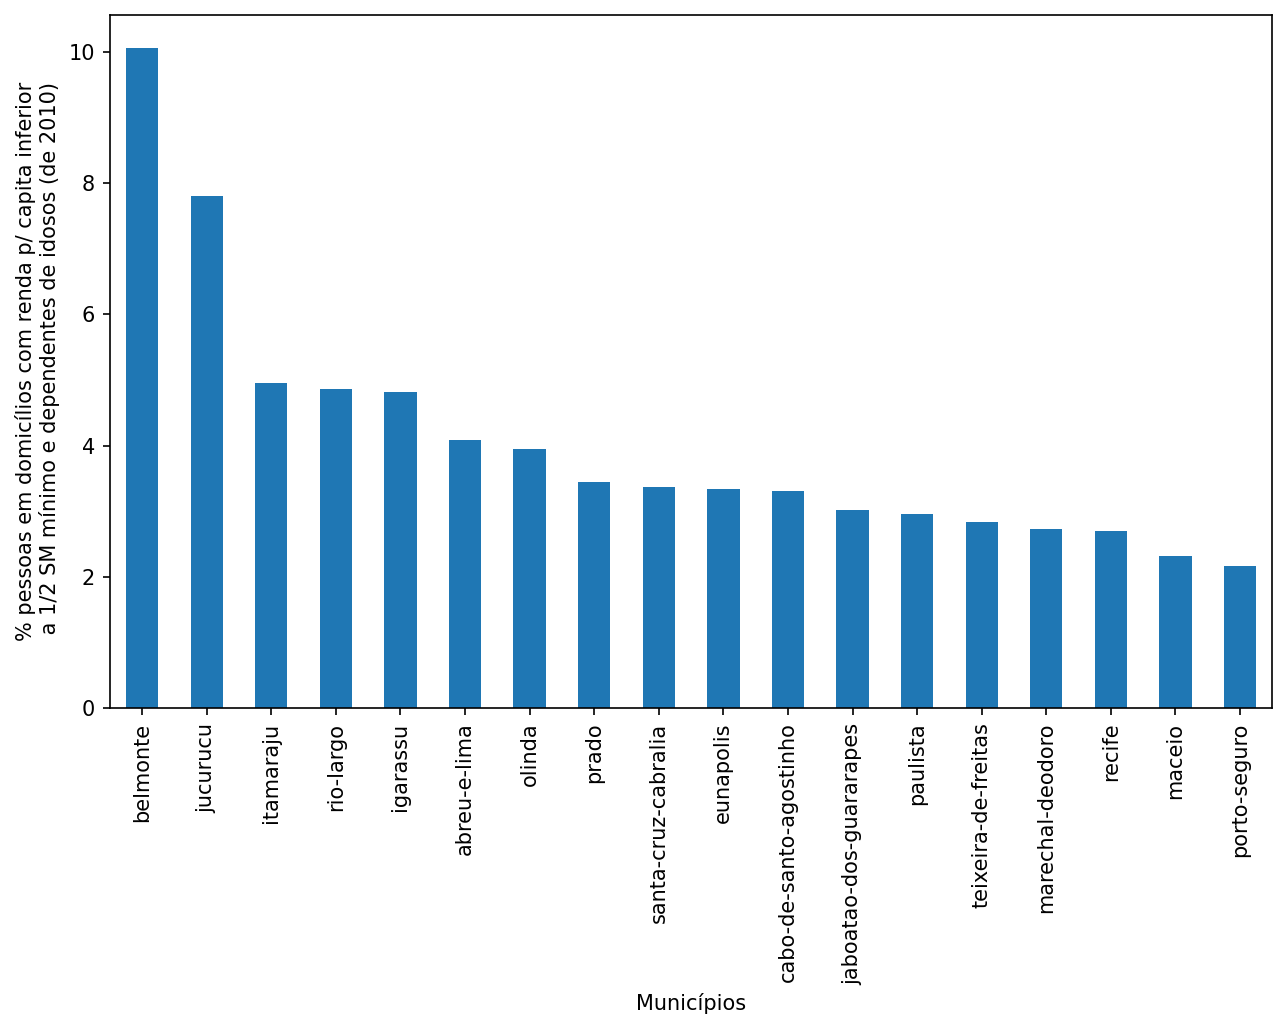 % pessoas em domicílios com renda p/ capita inferior
a 1/2 SM mínimo e dependentes de idosos (de 2010)
10
8
6
4
2
0
belmonte
jucurucu
itamaraju
rio-largo
igarassu
abreu-e-lima
olinda
prado
santa-cruz-cabralia
eunapolis
cabo-de-santo-agostinho
jaboatao-dos-guararapes
paulista
teixeira-de-freitas
marechal-deodoro
recife
maceio
porto-seguro
Municípios